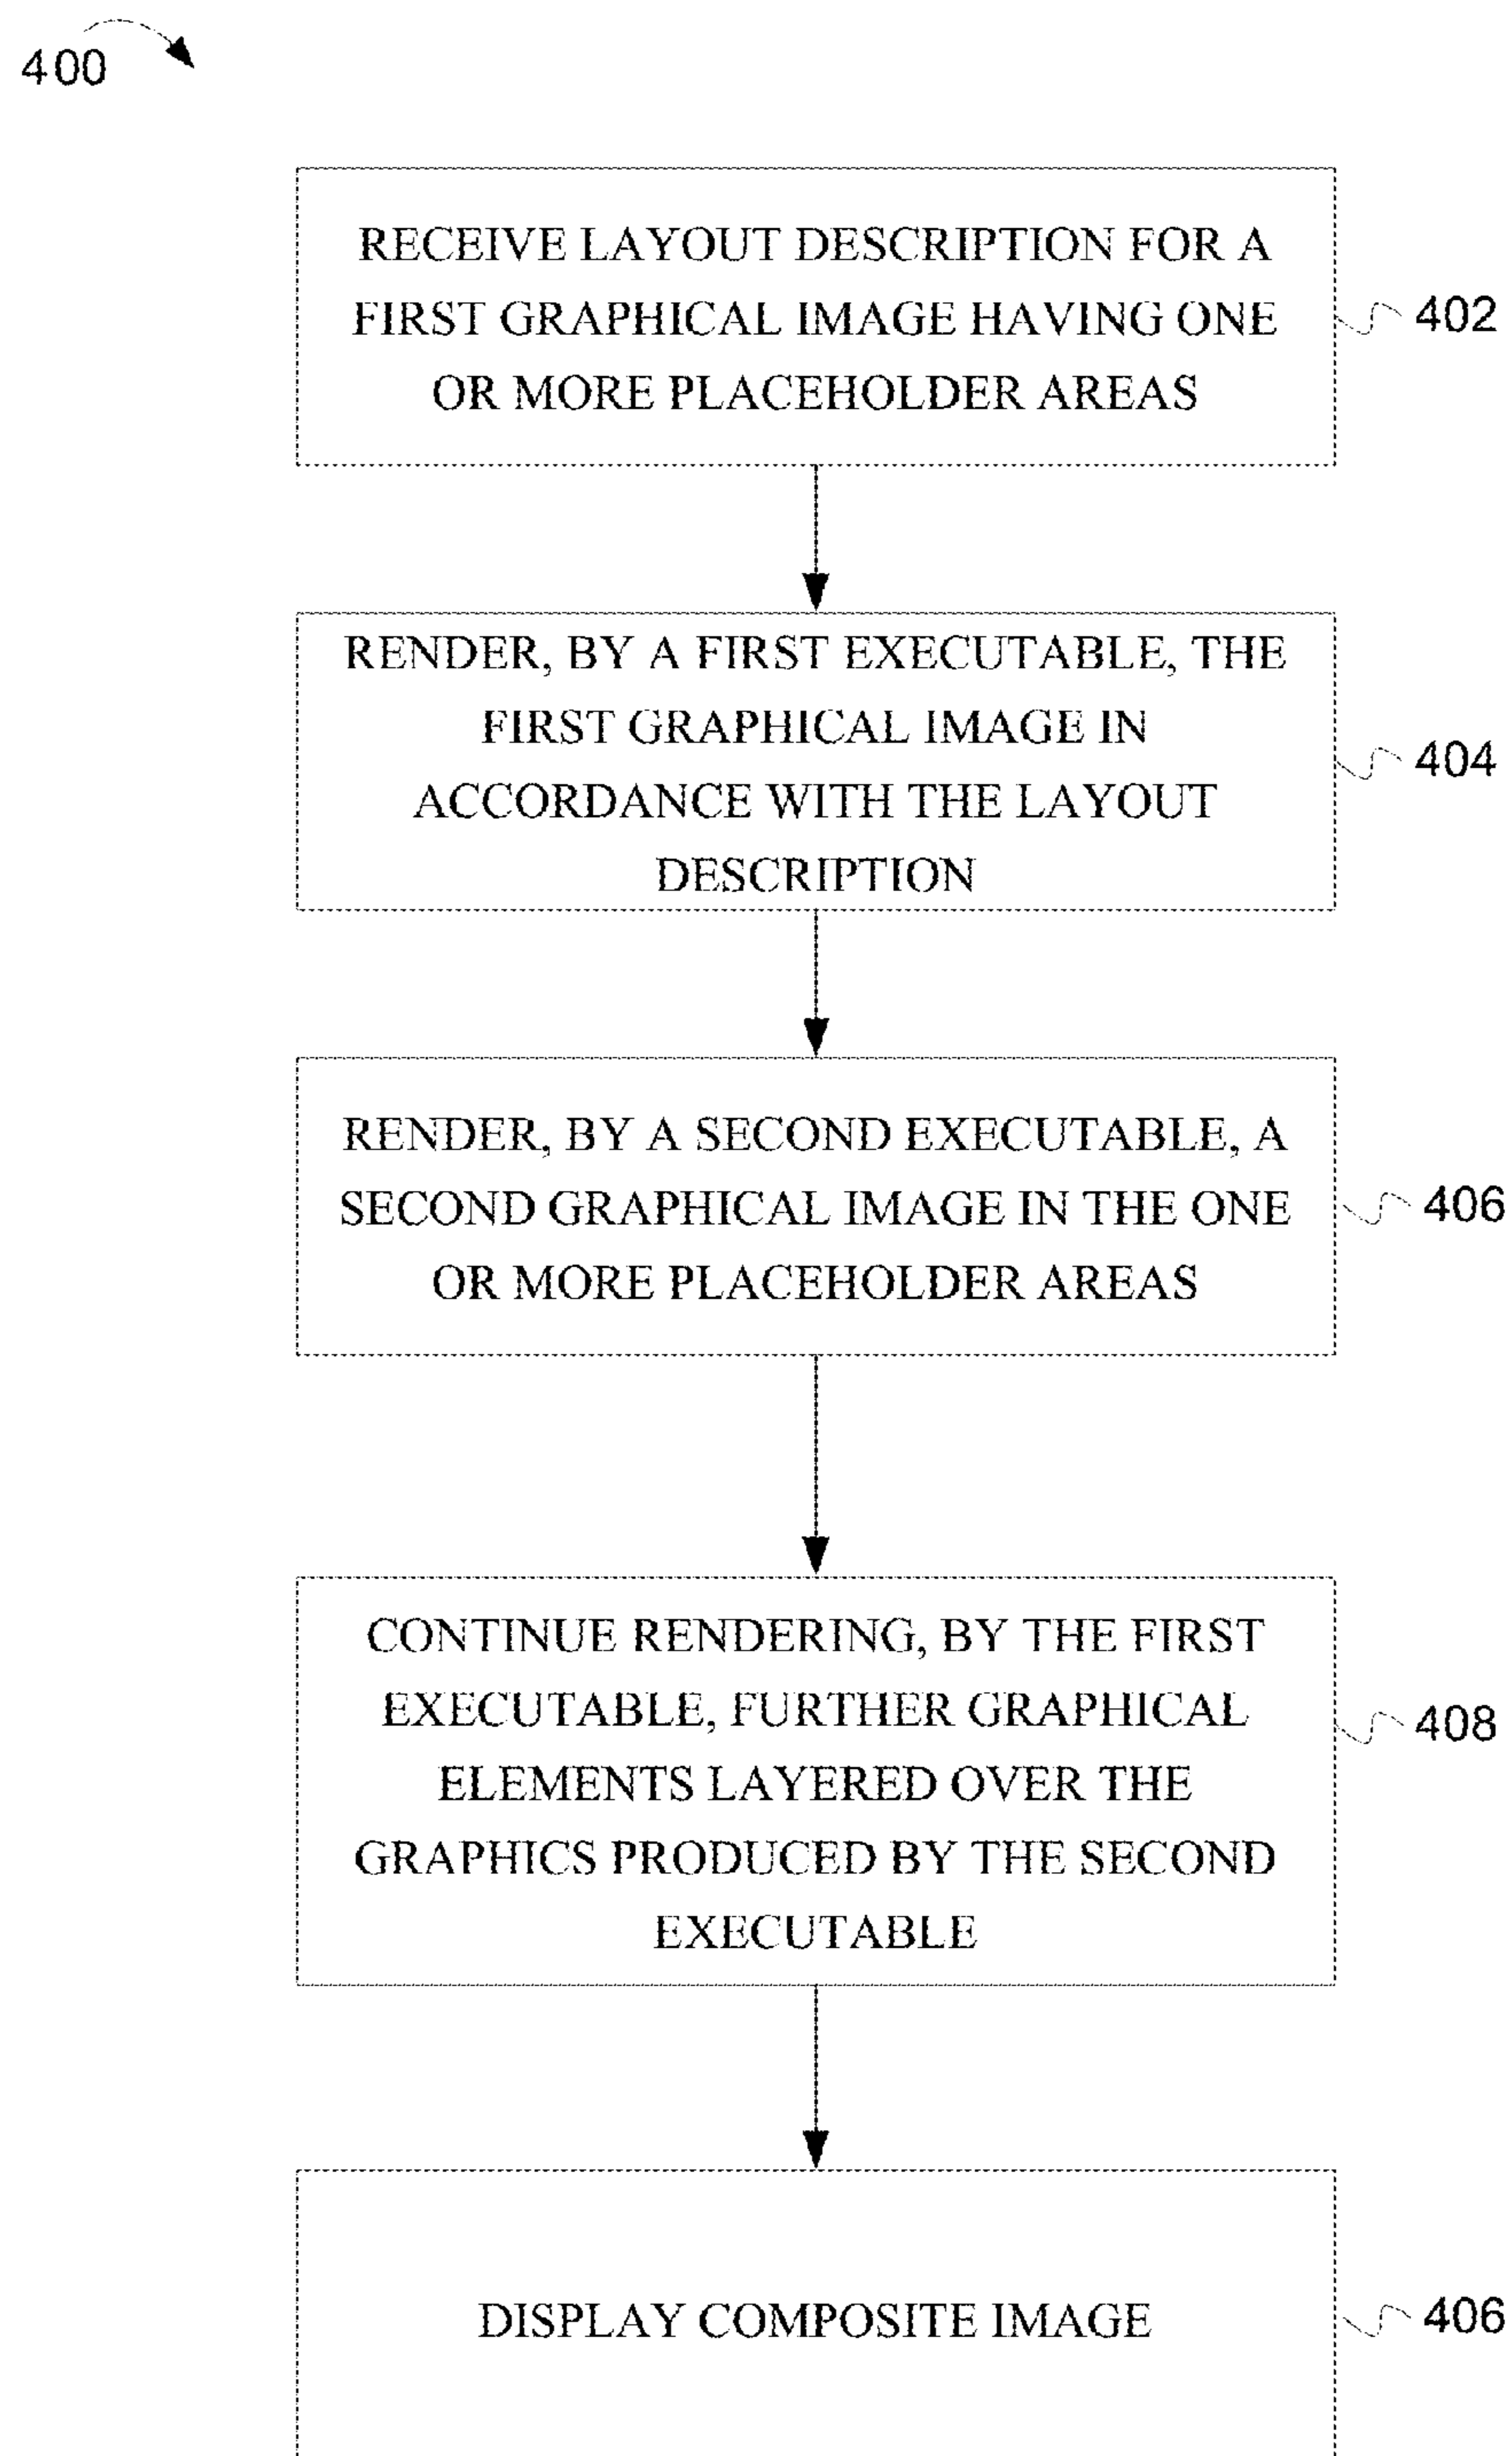 400
RECEIVE LAYOUT DESCRIPTION FOR A
FIRST GRAPHICAL IMAGE HAVING ONE
OR MORE PLACEHOLDER AREAS
402
RENDER, BY A FIRST EXECUTABLE, THE
FIRST GRAPHICAL IMAGE IN
ACCORDANCE WITH THE LAYOUT
DESCRIPTION
404
RENDER, BY A SECOND EXECUTABLE, A
SECOND GRAPHICAL IMAGE IN THE ONE
OR MORE PLACEHOLDER AREAS
406
CONTINUE RENDERING, BY THE FIRST
EXECUTABLE, FURTHER GRAPHICAL
ELEMENTS LAYERED OVER THE
GRAPHICS PRODUCED BY THE SECOND
EXECUTABLE
408
DISPLAY COMPOSITE IMAGE
406